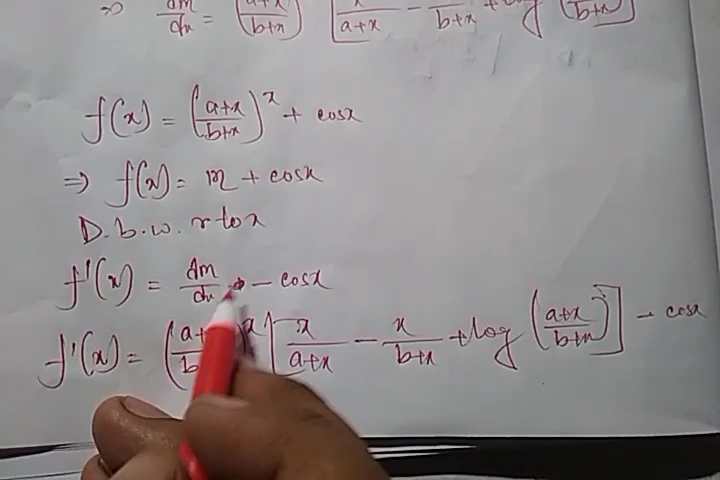 ⇒ dm/dx = (a+x/b+x) [x/a+x − x/b+x + log (a+x/b+x)]
f(x) = (a+x/b+x)^x + cosx
⇒ f(x) = m + cosx
D.b.w.r to x
f'(x) = dm/dx − cosx
f'(x) = (a+x/b+x)^x [x/a+x − x/b+x + log (a+x/b+x)] − cosx